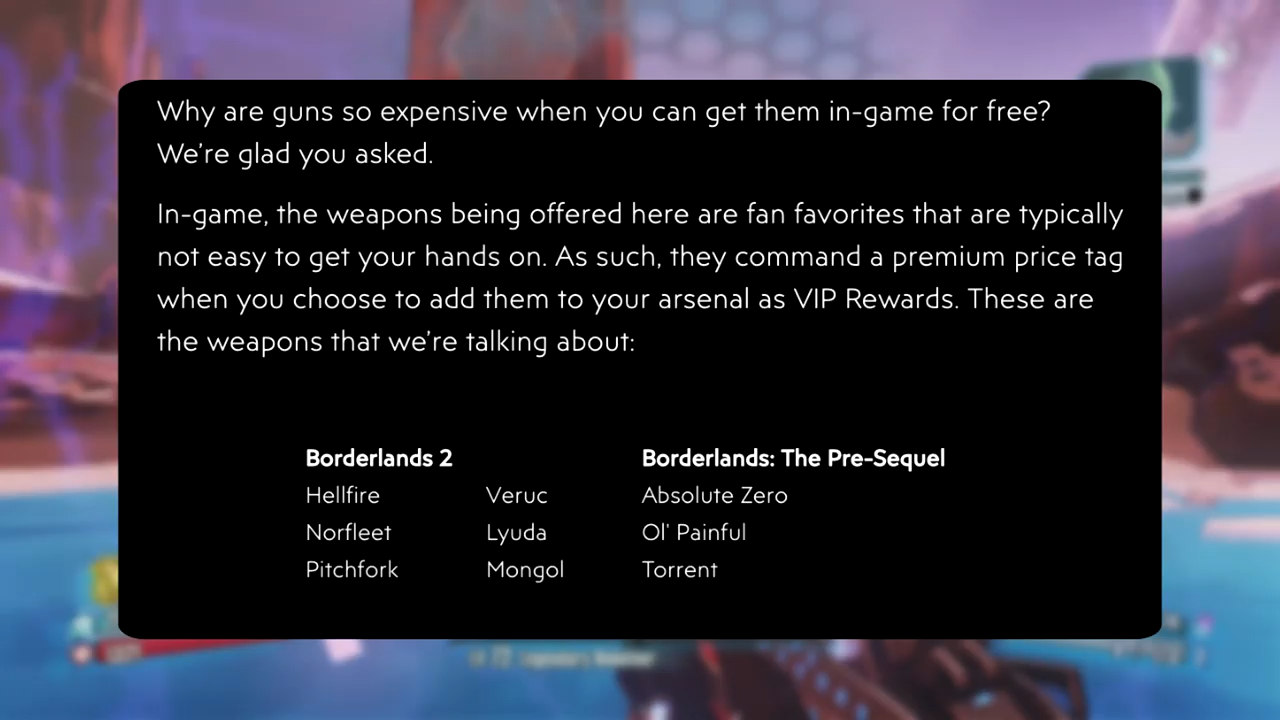 Why are guns so expensive when you can get them in-game for free?
We're glad you asked.
In-game, the weapons being offered here are fan favorites that are typically
not easy to get your hands on. As such, they command a premium price tag
when you choose to add them to your arsenal as VIP Rewards. These are
the weapons that we're talking about:
Borderlands 2
Hellfire
Norfleet
Pitchfork
Veruc
Lyuda
Mongol
Borderlands: The Pre-Sequel
Absolute Zero
Ol' Painful
Torrent